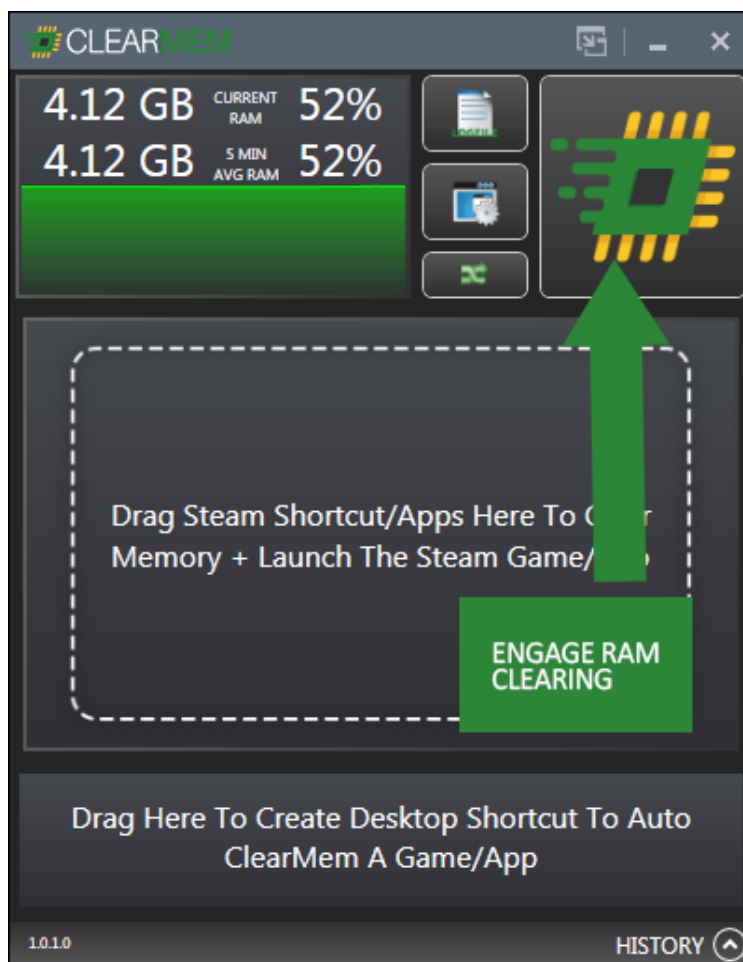 CLEARMEM
4.12 GB CURRENT RAM 52%
4.12 GB 5 MIN AVG RAM 52%
LOGFILE
Drag Steam Shortcut/Apps Here To
Memory + Launch The Steam Game/
ENGAGE RAM
CLEARING
Drag Here To Create Desktop Shortcut To Auto
ClearMem A Game/App
1.0.1.0
HISTORY